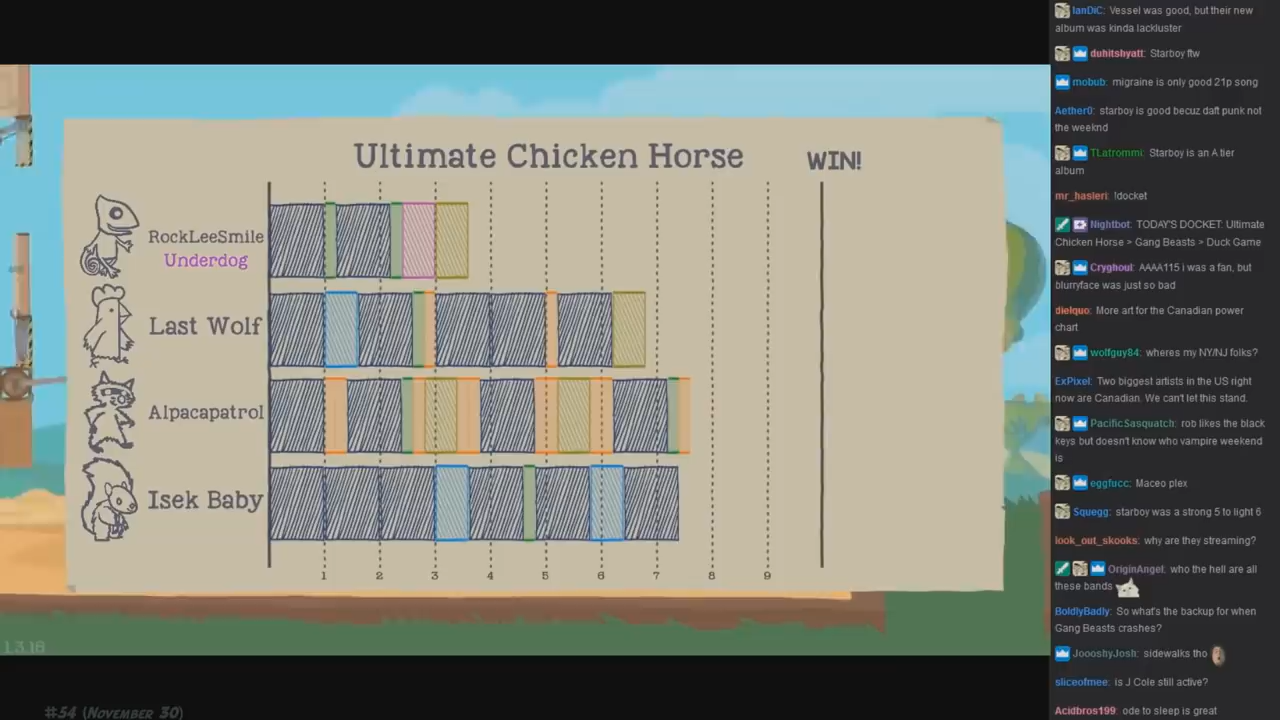 Ultimate Chicken Horse
WIN!
RockLeeSmile
Underdog
Last Wolf
Alpacapatrol
Isek Baby
1 2 3 4 5 6 7 8 9
1.3.16
#54 (NOVEMBER 30)
IanDiC: Vessel was good, but their new
album was kinda lackluster
duhitshyatt: Starboy ftw
mobub: migraine is only good 21p song
Aether0: starboy is good becuz daft punk not
the weeknd
TLatrommi: Starboy is an A tier
album
mr_hasleri: !docket
Nightbot: TODAY'S DOCKET: Ultimate
Chicken Horse > Gang Beasts > Duck Game
Cryghoul: AAAA115 i was a fan, but
blurryface was just so bad
dielquo: More art for the Canadian power
chart
wolfguy84: wheres my NY/NJ folks?
ExPixel: Two biggest artists in the US right
now are Canadian. We can't let this stand.
PacificSasquatch: rob likes the black
keys but doesn't know who vampire weekend
is
eggfucc: Maceo plex
Squegg: starboy was a strong 5 to light 6
look_out_skooks: why are they streaming?
OriginAngel: who the hell are all
these bands
BoldlyBadly: So what's the backup for when
Gang Beasts crashes?
JoooshyJosh: sidewalks tho
sliceofmee: is J Cole still active?
Acidbros199: ode to sleep is great